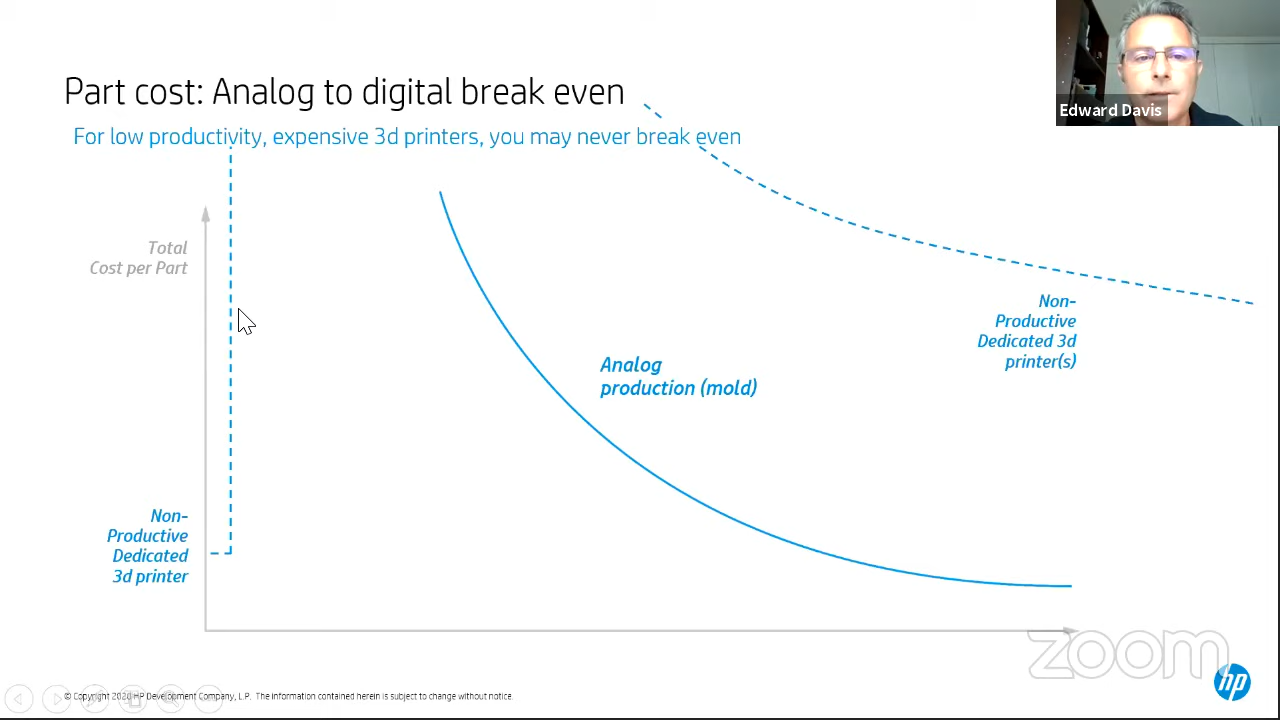 Part cost: Analog to digital break even
For low productivity, expensive 3d printers, you may never break even
Edward Davis
Total
Cost per Part
Non-
Productive
Dedicated 3d
printer(s)
Analog
production (mold)
Non-
Productive
Dedicated
3d printer
zoom
© Copyright 2020 HP Development Company, L.P. The information contained herein is subject to change without notice.
hp